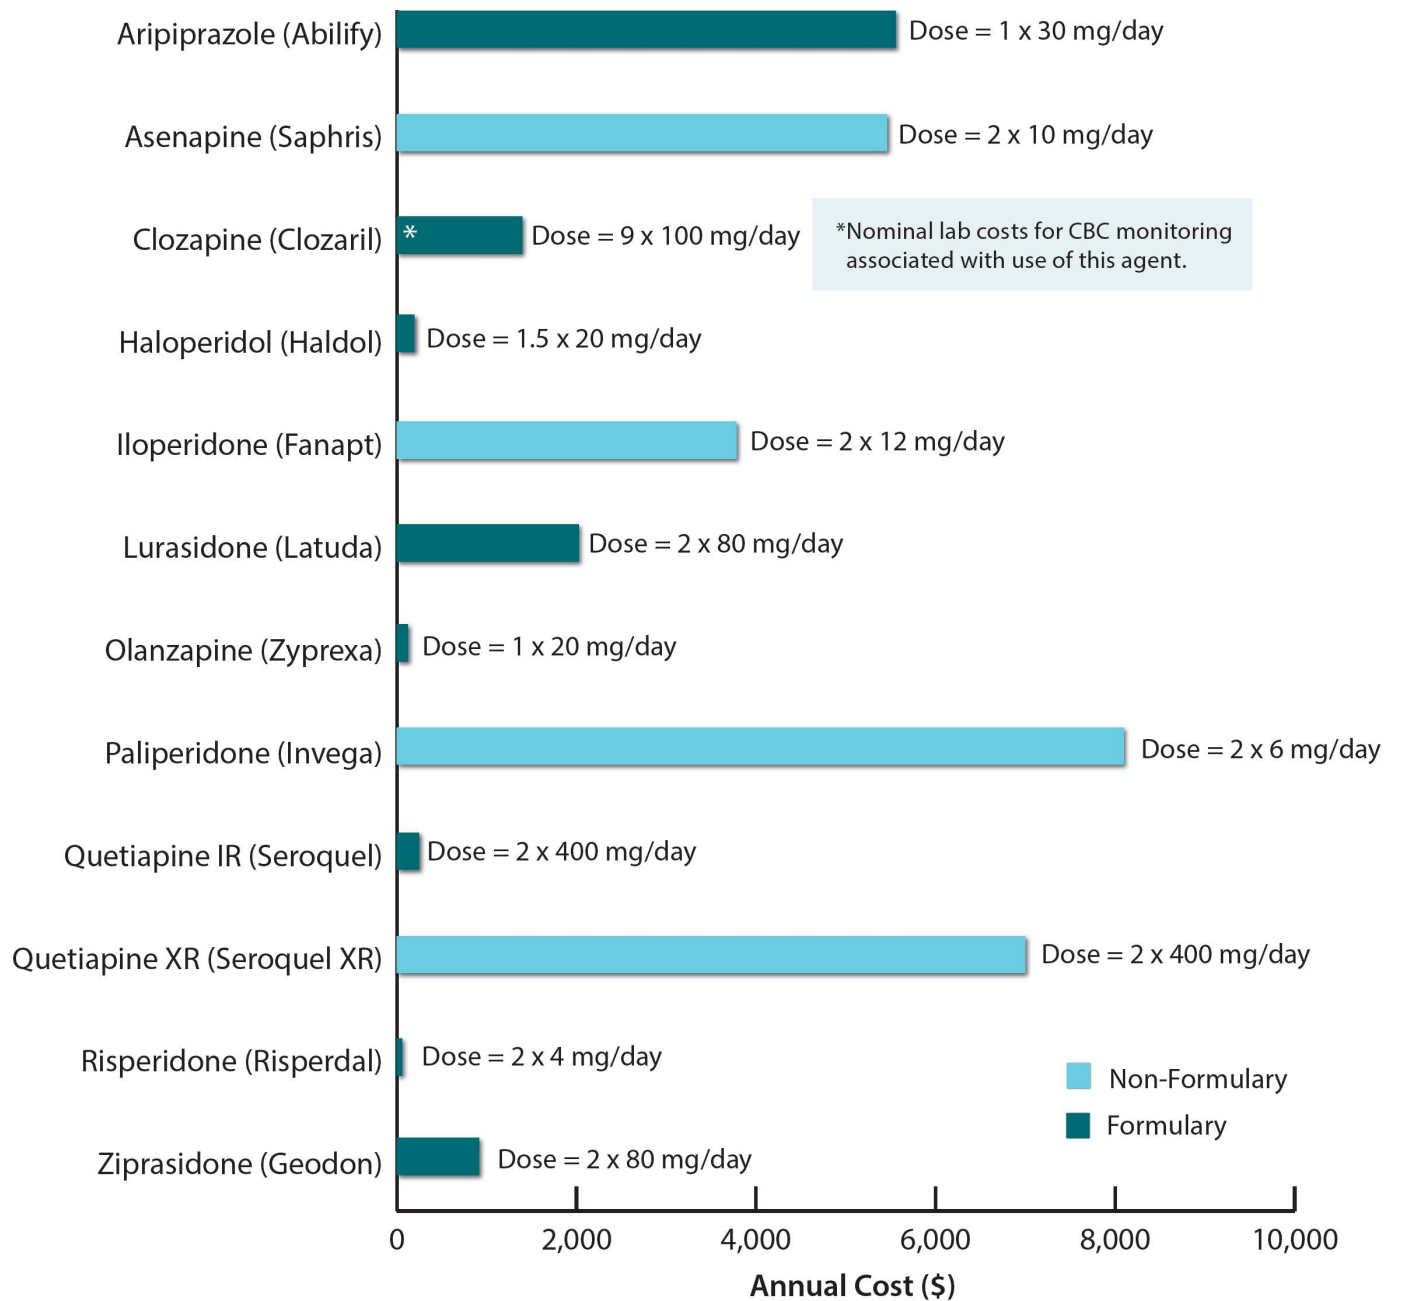 Aripiprazole (Abilify)
Dose = 1 x 30 mg/day
Asenapine (Saphris)
Dose = 2 x 10 mg/day
Clozapine (Clozaril)
*
Dose = 9 x 100 mg/day
*Nominal lab costs for CBC monitoring
associated with use of this agent.
Haloperidol (Haldol)
Dose = 1.5 x 20 mg/day
Iloperidone (Fanapt)
Dose = 2 x 12 mg/day
Lurasidone (Latuda)
Dose = 2 x 80 mg/day
Olanzapine (Zyprexa)
Dose = 1 x 20 mg/day
Paliperidone (Invega)
Dose = 2 x 6 mg/day
Quetiapine IR (Seroquel)
Dose = 2 x 400 mg/day
Quetiapine XR (Seroquel XR)
Dose = 2 x 400 mg/day
Risperidone (Risperdal)
Dose = 2 x 4 mg/day
Non-Formulary
Formulary
Ziprasidone (Geodon)
Dose = 2 x 80 mg/day
0 2,000 4,000 6,000 8,000 10,000
Annual Cost ($)